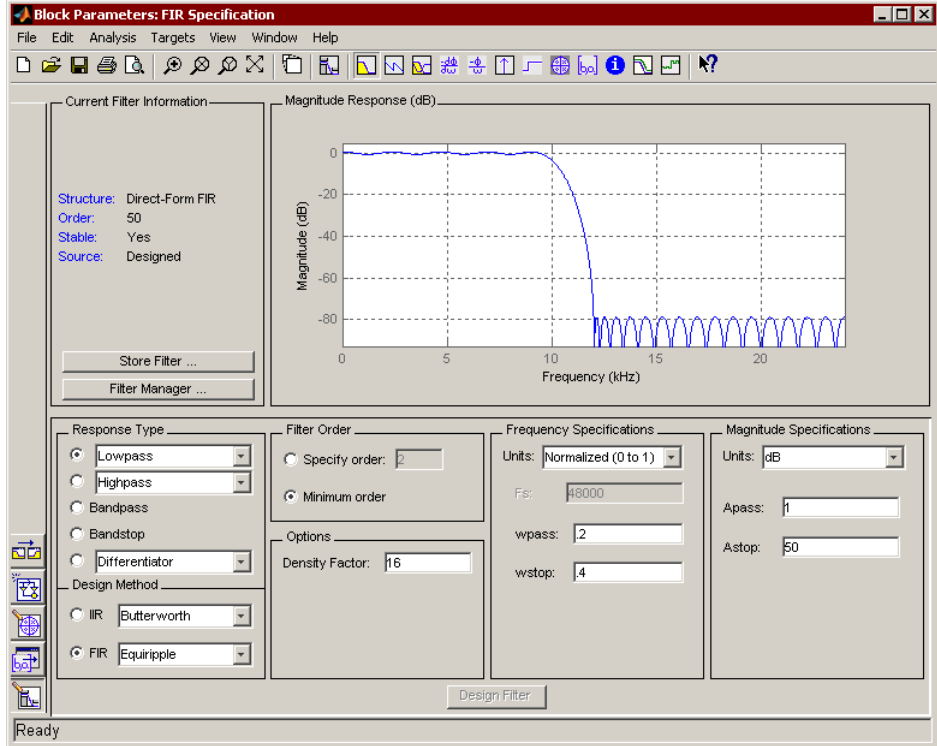 Block Parameters: FIR Specification
File Edit Analysis Targets View Window Help
Current Filter Information
Structure: Direct-Form FIR
Order: 50
Stable: Yes
Source: Designed
Store Filter ...
Filter Manager ...
Magnitude Response (dB)
Magnitude (dB)
0
-20
-40
-60
-80
0 5 10 15 20
Frequency (kHz)
Response Type
Lowpass
Highpass
Bandpass
Bandstop
Differentiator
Design Method
IIR Butterworth
FIR Equiripple
Filter Order
Specify order: 2
Minimum order
Options
Density Factor: 16
Frequency Specifications
Units: Normalized (0 to 1)
Fs: 48000
wpass: .2
wstop: .4
Magnitude Specifications
Units: dB
Apass: 1
Astop: 50
Design Filter
Ready